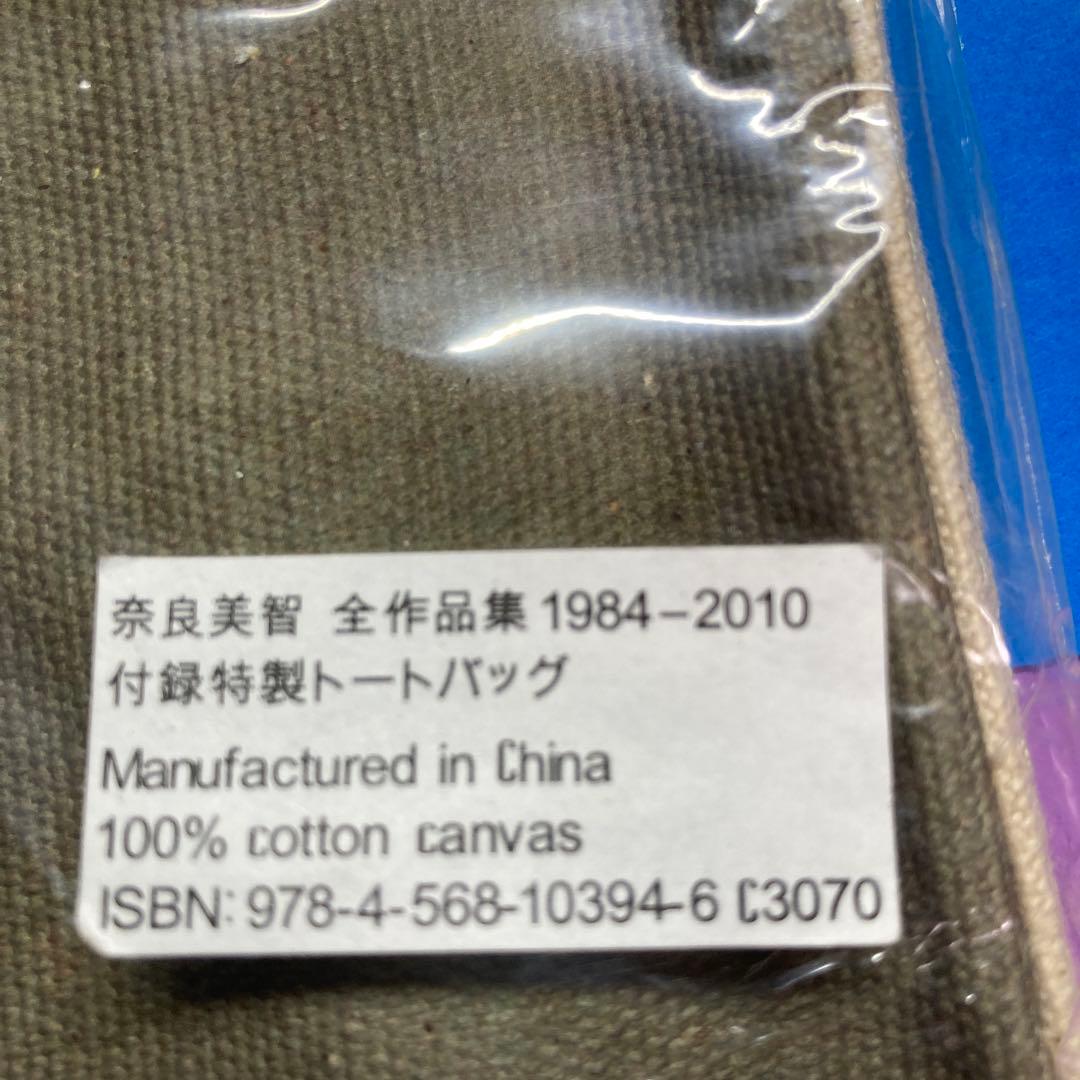 奈良美智 全作品集 1984-2010
付録特製トートバッグ
Manufactured in China
100% cotton canvas
ISBN: 978-4-568-10394-6 C3070